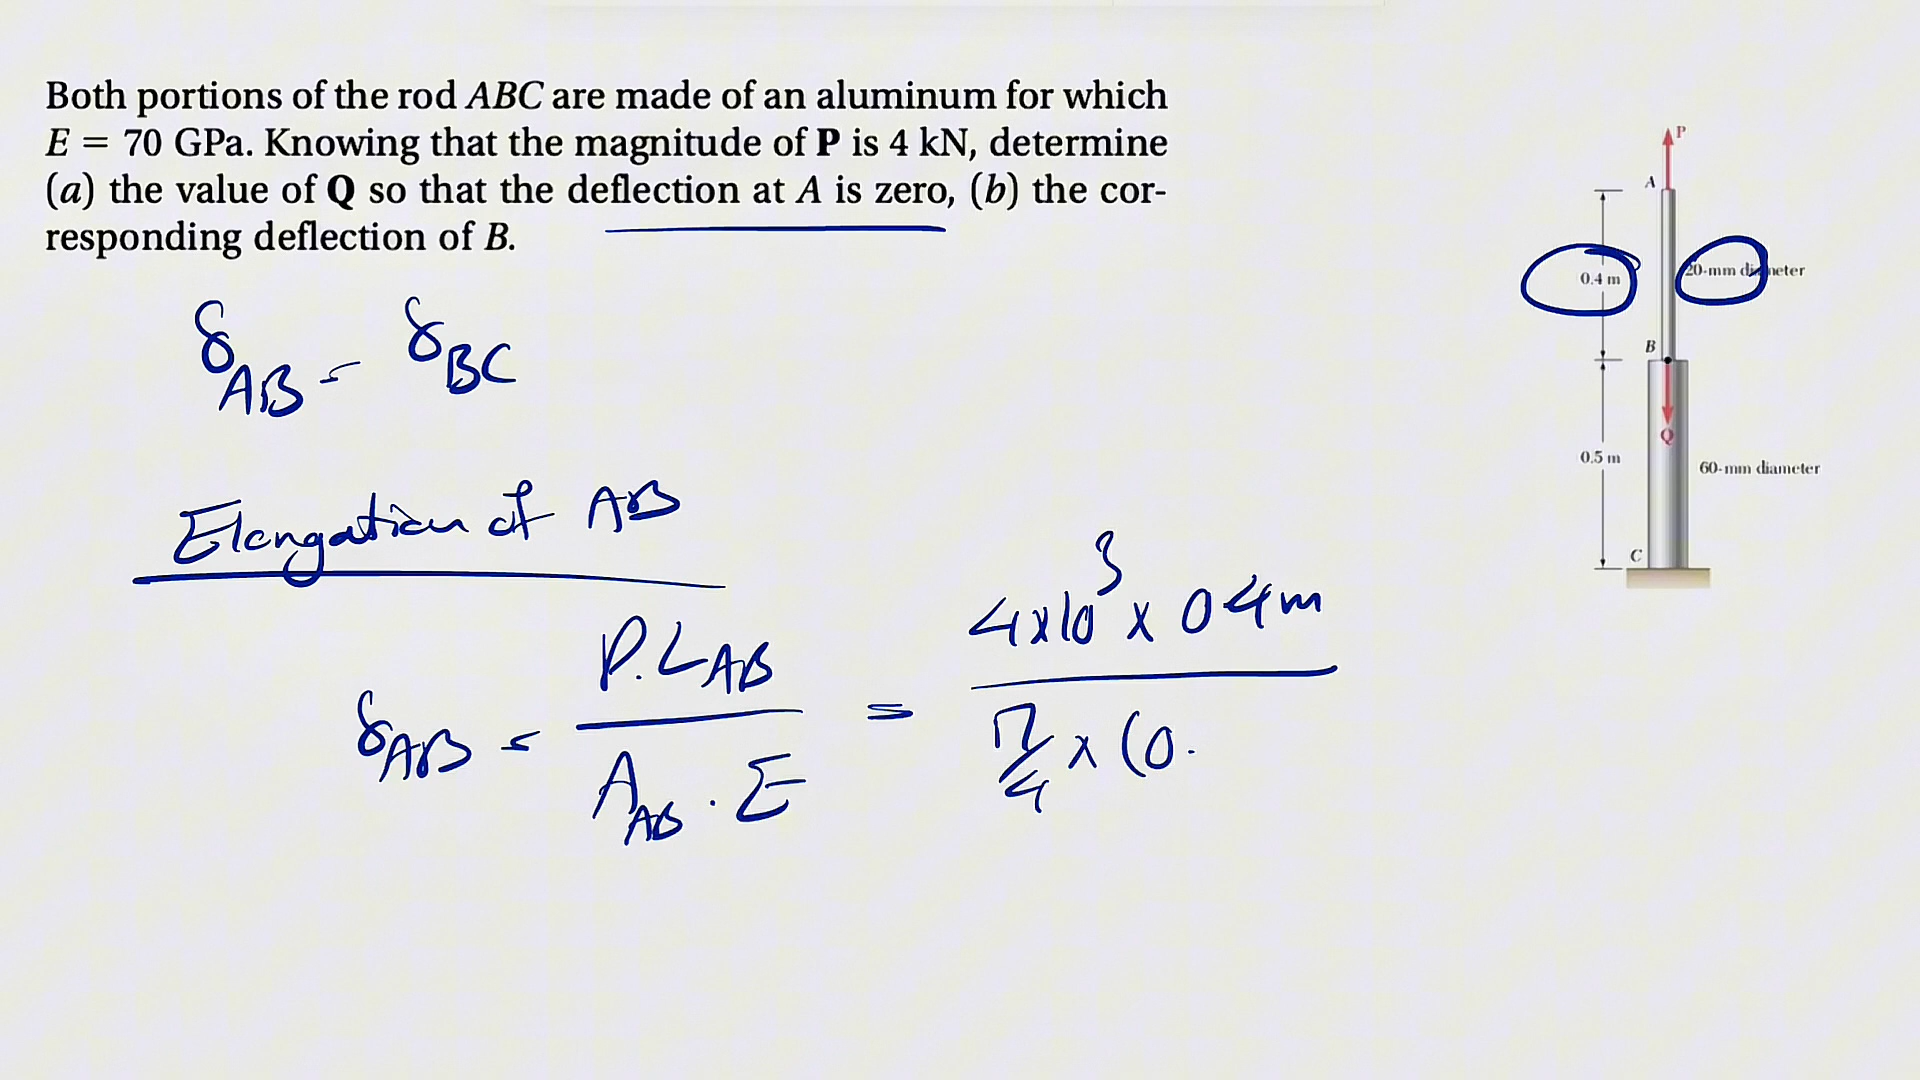 Both portions of the rod ABC are made of an aluminum for which
E = 70 GPa. Knowing that the magnitude of P is 4 kN, determine
(a) the value of Q so that the deflection at A is zero, (b) the cor-
responding deflection of B.
P
A
0.4 m
20-mm diameter
B
Q
0.5 m
60-mm diameter
C
δAB = δBC
Elongation of AB
δAB = P.LAB / AAB . E = 4x10³ x 0.4m / π/4 x (0.